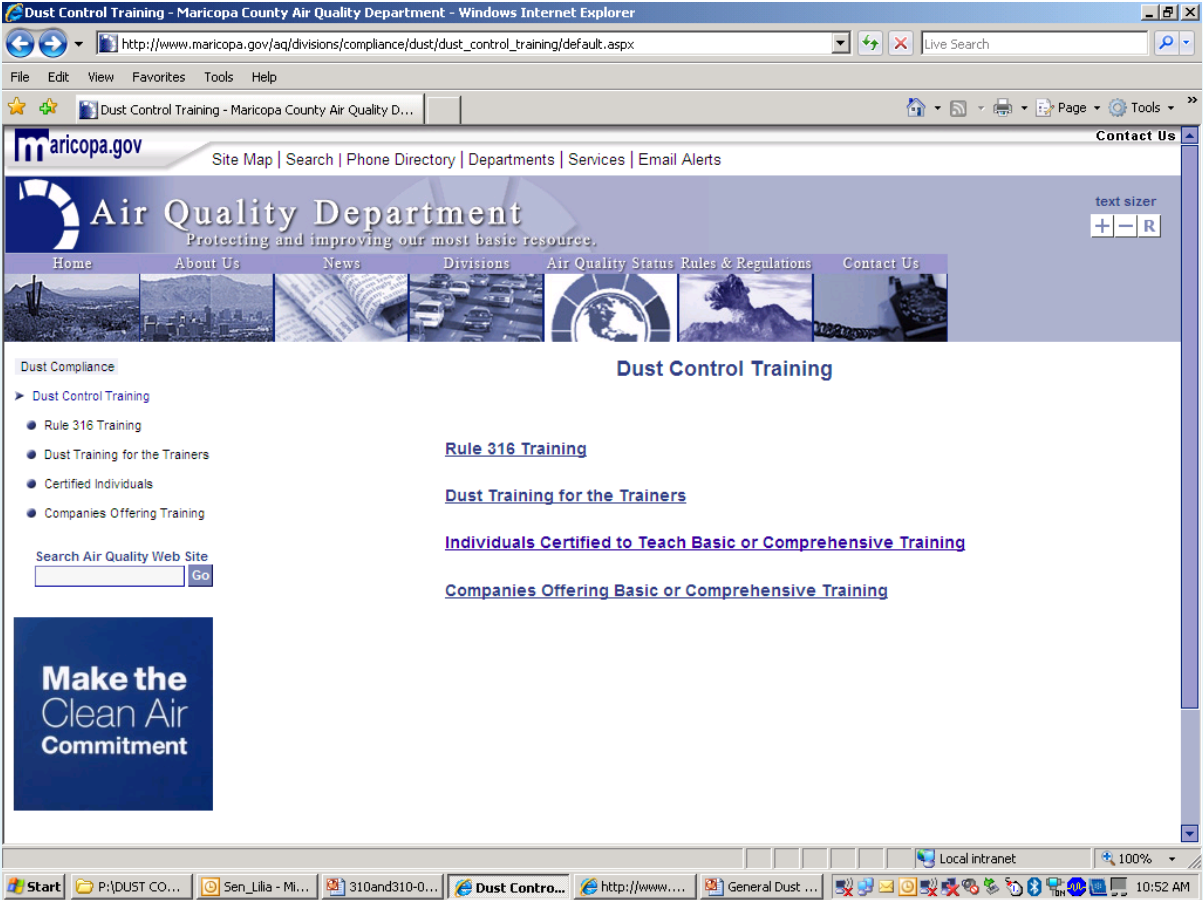 Dust Control Training - Maricopa County Air Quality Department - Windows Internet Explorer
http://www.maricopa.gov/aq/divisions/compliance/dust/dust_control_training/default.aspx
Live Search
File Edit View Favorites Tools Help
Dust Control Training - Maricopa County Air Quality D...
Page Tools »
maricopa.gov
Contact Us
Site Map | Search | Phone Directory | Departments | Services | Email Alerts
Air Quality Department
Protecting and improving our most basic resource.
text sizer
+ - R
Home About Us News Divisions Air Quality Status Rules & Regulations Contact Us
Dust Compliance
Dust Control Training
Rule 316 Training
Dust Training for the Trainers
Certified Individuals
Companies Offering Training
Search Air Quality Web Site
Go
Make the
Clean Air
Commitment
Dust Control Training
Rule 316 Training
Dust Training for the Trainers
Individuals Certified to Teach Basic or Comprehensive Training
Companies Offering Basic or Comprehensive Training
Local intranet 100%
Start P:\DUST CO... Sen_Lilia - Mi... 310and310-0... Dust Contro... http://www.... General Dust ... 10:52 AM